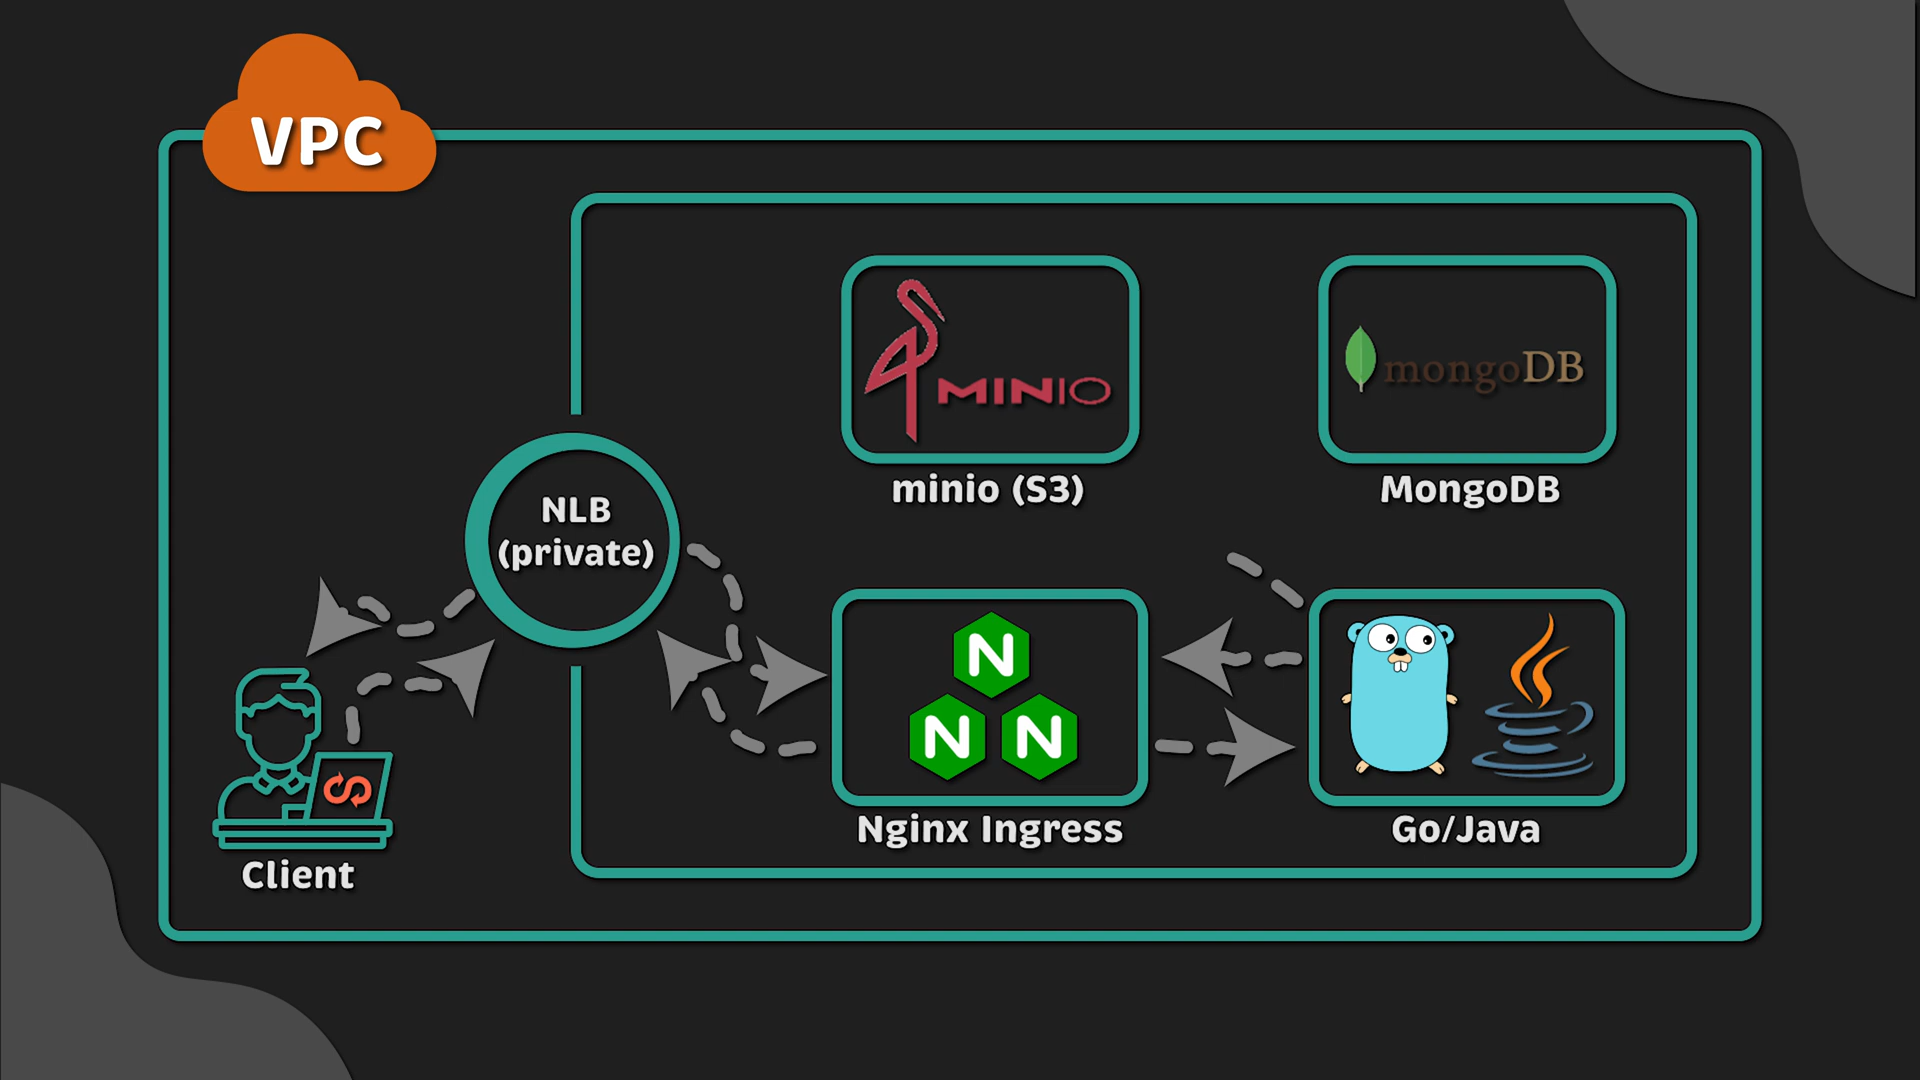 VPC
MINIO
mongoDB
minio (S3)
MongoDB
NLB
(private)
N
N
N
Nginx Ingress
Go/Java
Client